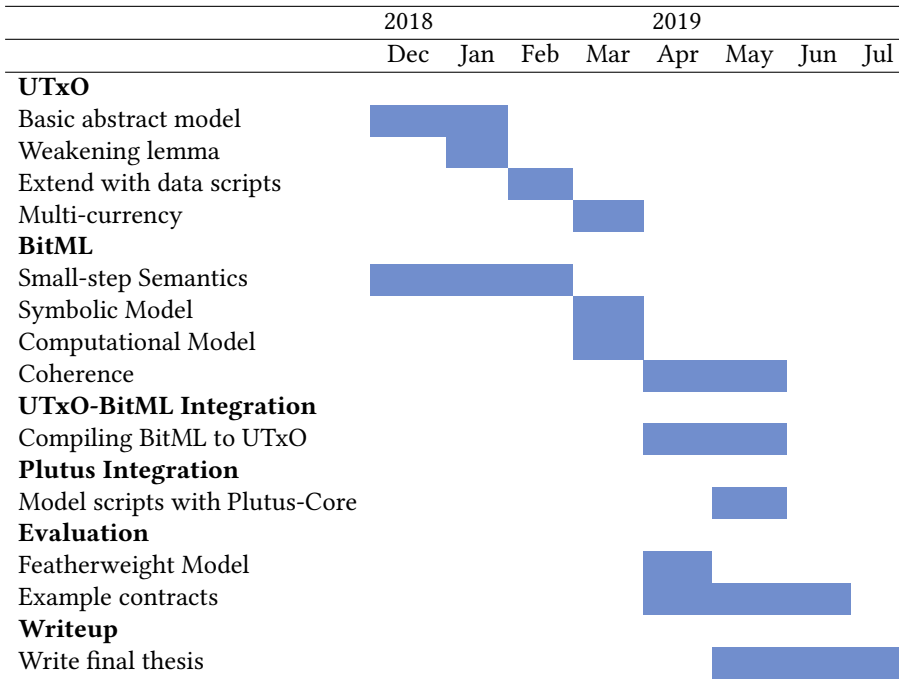 2018 2019
Dec Jan Feb Mar Apr May Jun Jul
UTxO
Basic abstract model
Weakening lemma
Extend with data scripts
Multi-currency
BitML
Small-step Semantics
Symbolic Model
Computational Model
Coherence
UTxO-BitML Integration
Compiling BitML to UTxO
Plutus Integration
Model scripts with Plutus-Core
Evaluation
Featherweight Model
Example contracts
Writeup
Write final thesis